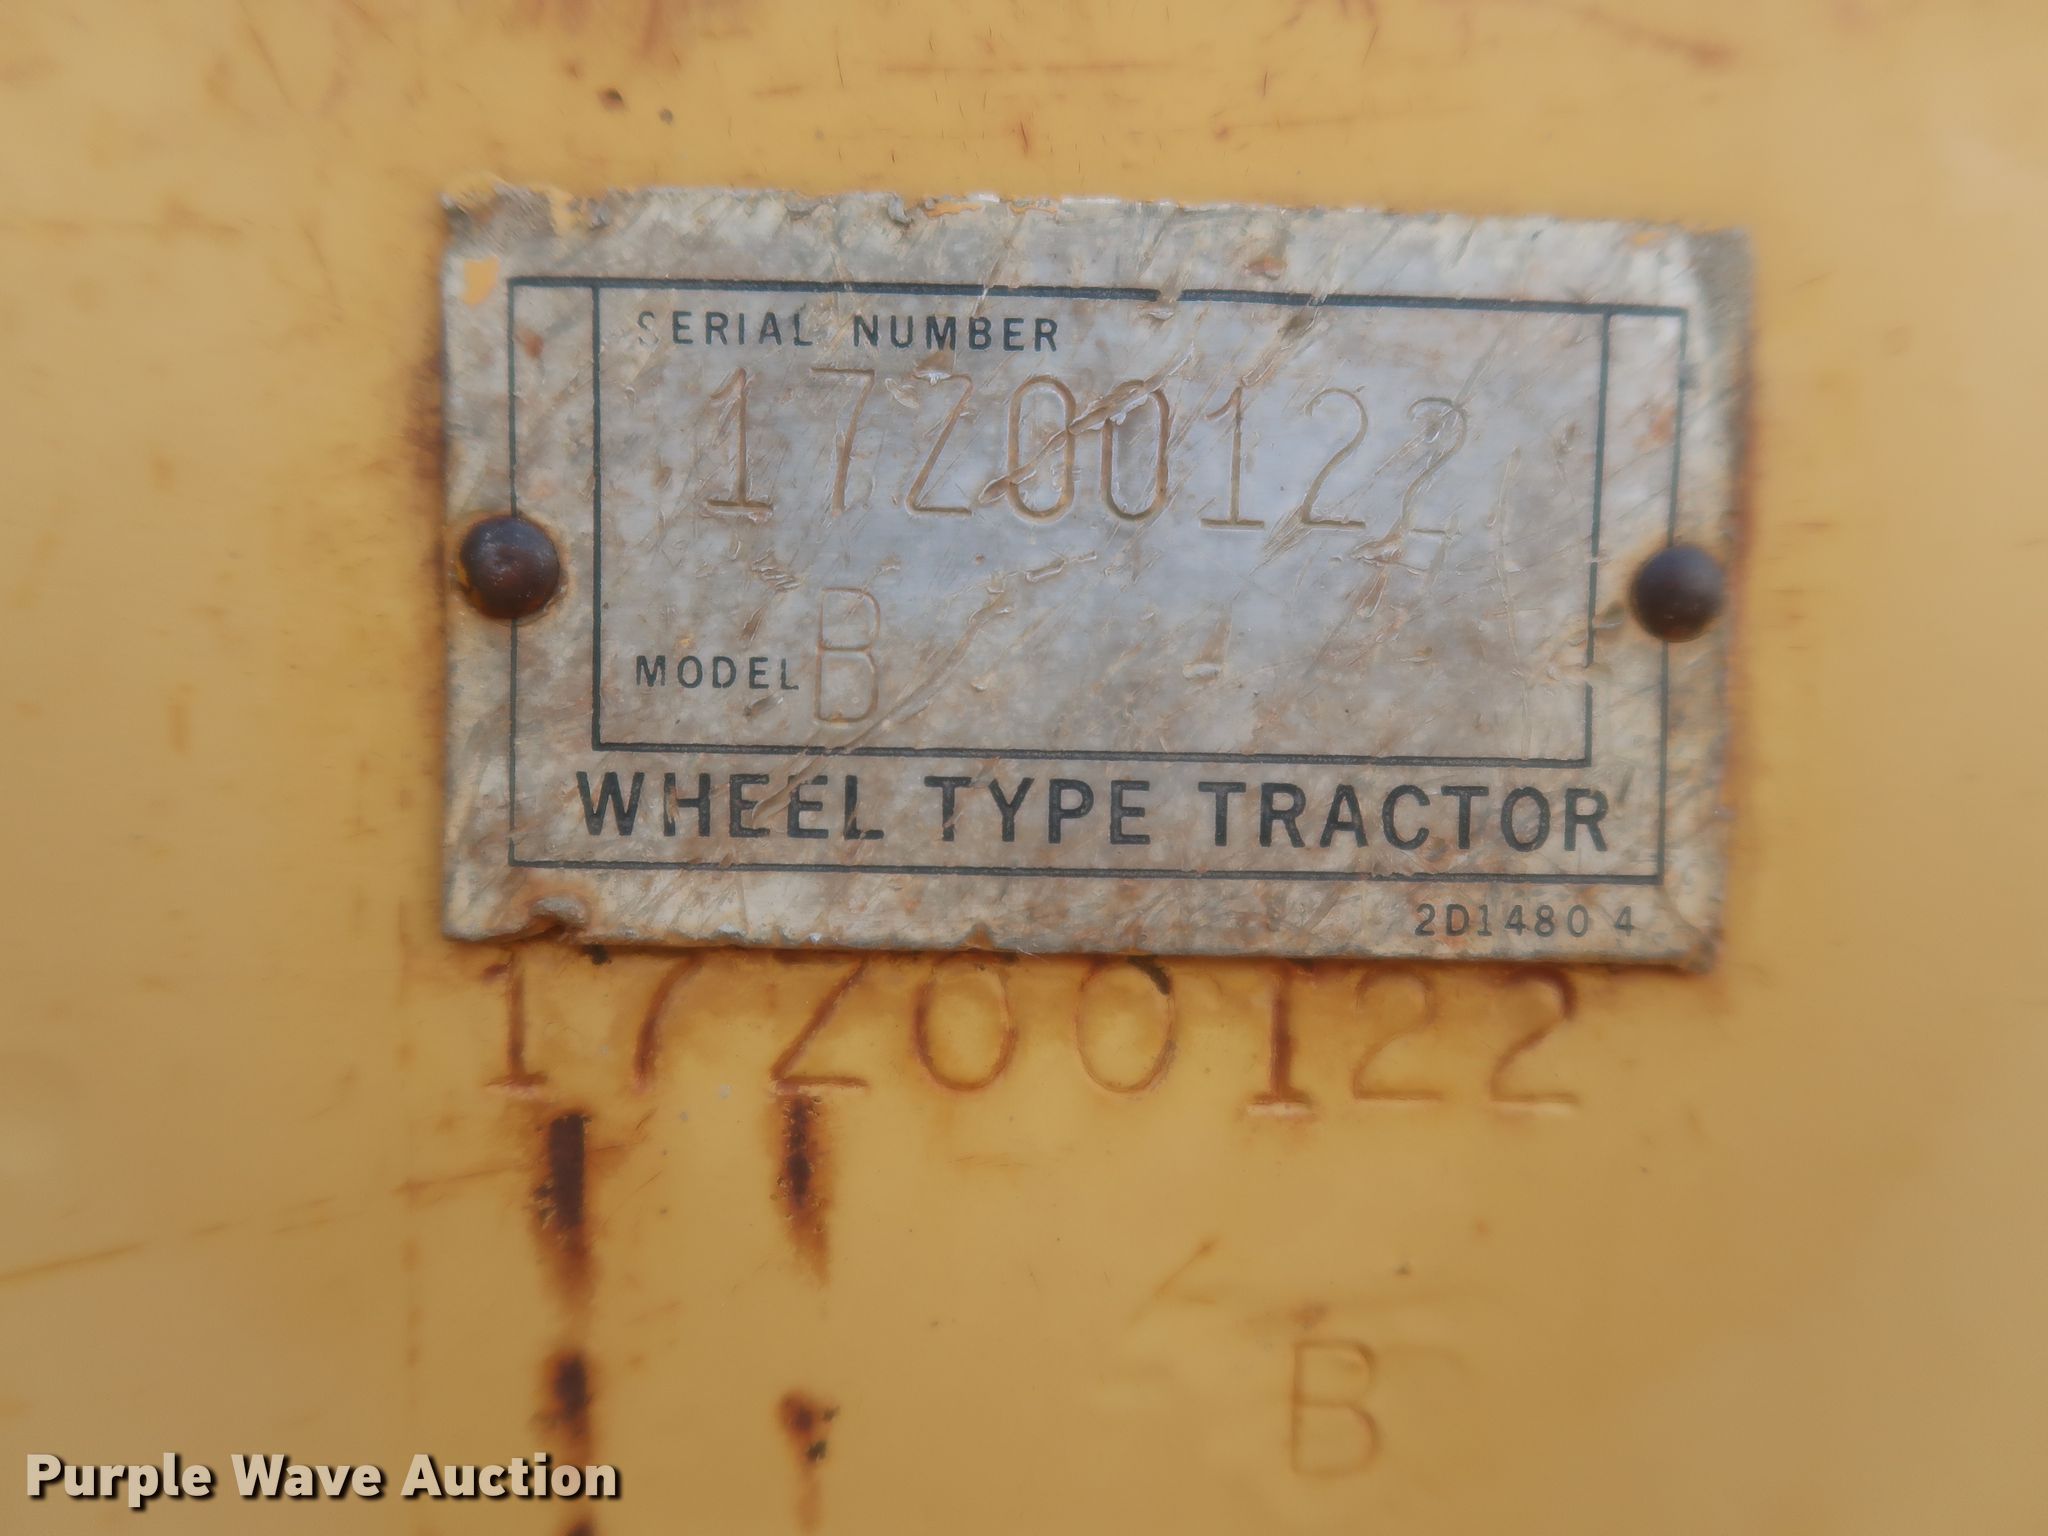 SERIAL NUMBER
17Z00122
MODEL B
WHEEL TYPE TRACTOR
2D1480 4
17Z00122
B
Purple Wave Auction